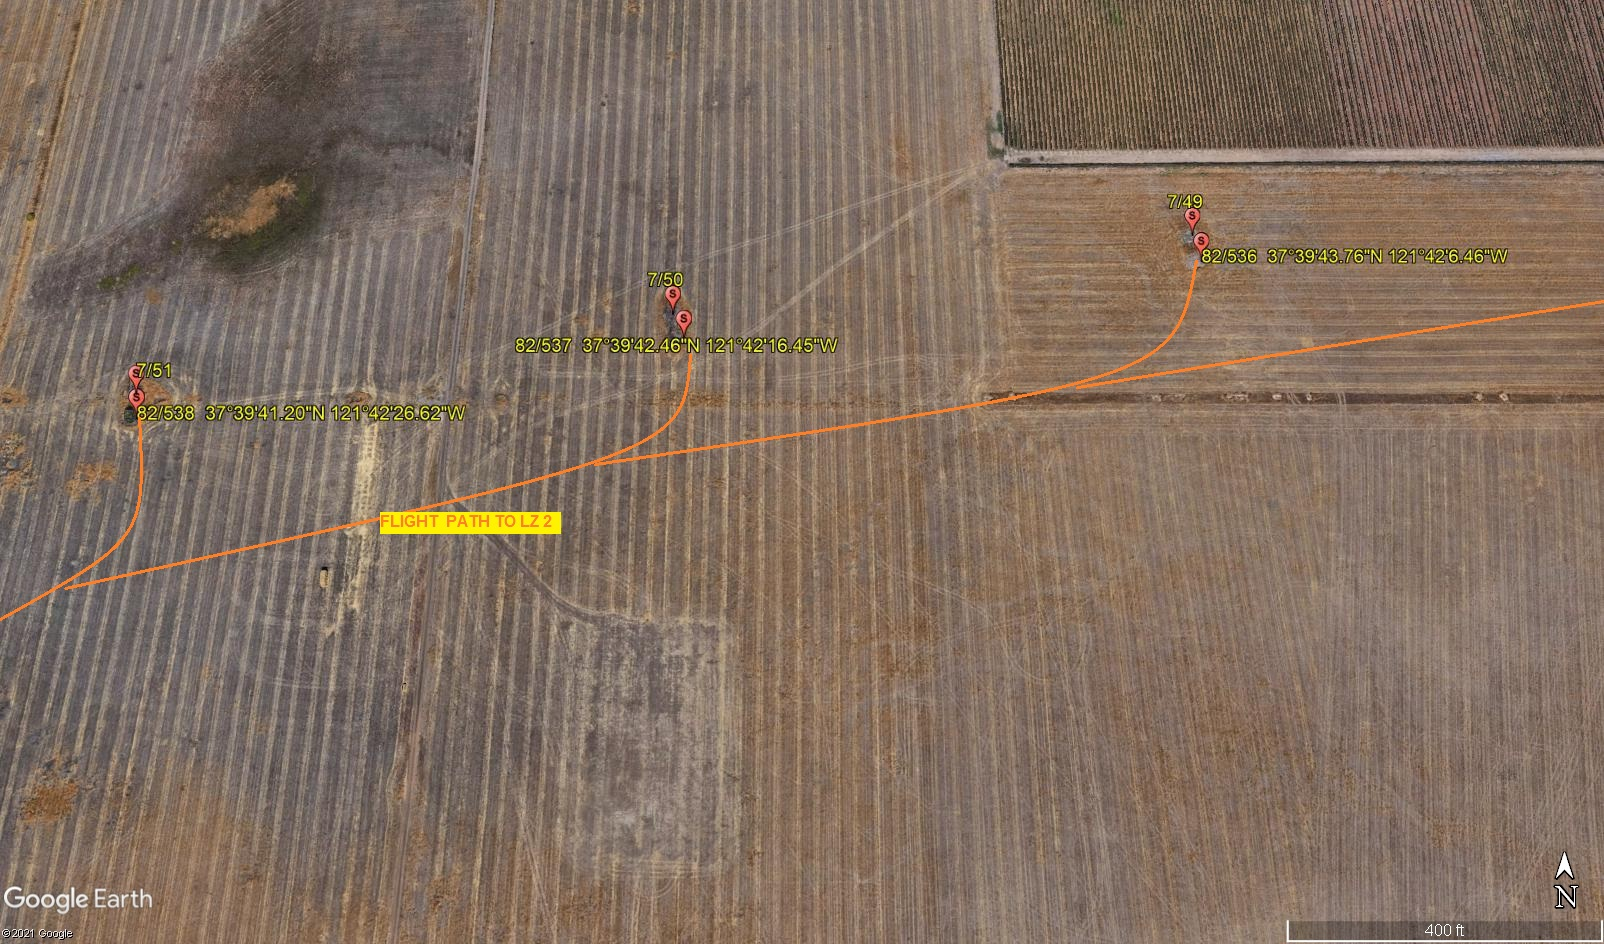 7/49
S
S
82/536  37°39'43.76"N 121°42'6.46"W
7/50
S
S
82/537  37°39'42.46"N 121°42'16.45"W
7/51
S
S
82/538  37°39'41.20"N 121°42'26.62"W
FLIGHT PATH TO LZ 2
Google Earth
©2021 Google
N
400 ft